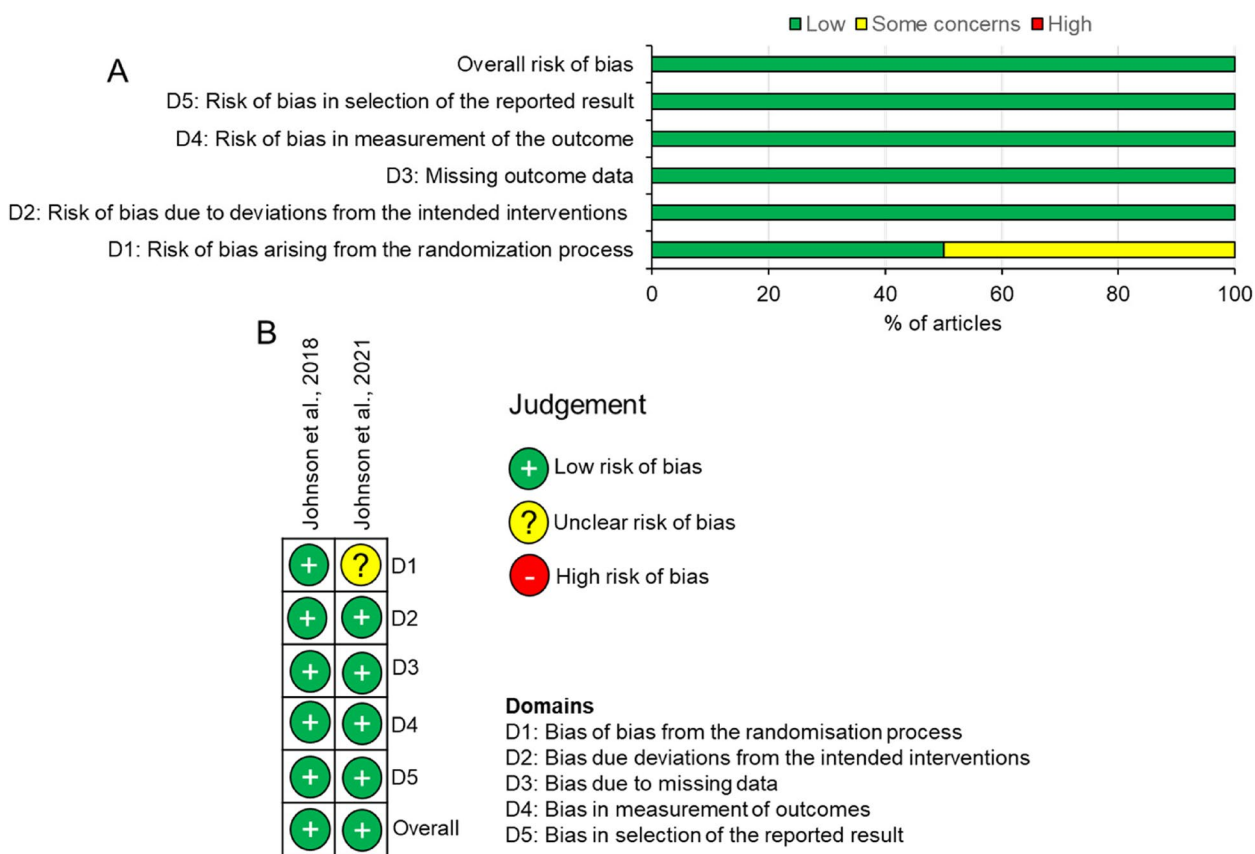 Low Some concerns High
A
Overall risk of bias
D5: Risk of bias in selection of the reported result
D4: Risk of bias in measurement of the outcome
D3: Missing outcome data
D2: Risk of bias due to deviations from the intended interventions
D1: Risk of bias arising from the randomization process
0 20 40 60 80 100
% of articles
B
Johnson et al., 2018
Johnson et al., 2021
+ ? D1
+ + D2
+ + D3
+ + D4
+ + D5
+ + Overall
Judgement
+ Low risk of bias
? Unclear risk of bias
- High risk of bias
Domains
D1: Bias of bias from the randomisation process
D2: Bias due deviations from the intended interventions
D3: Bias due to missing data
D4: Bias in measurement of outcomes
D5: Bias in selection of the reported result